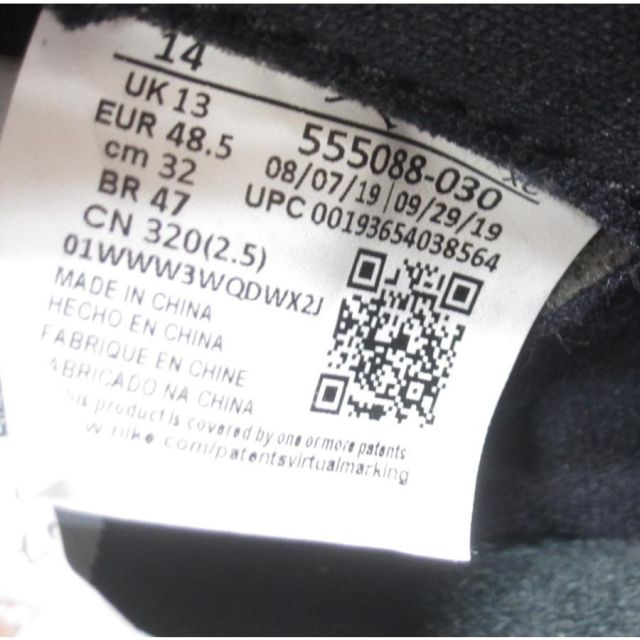 14
UK 13
EUR 48.5
cm 32
BR 47
CN 320(2.5)
555088-030 XC
08/07/19 | 09/29/19
UPC 00193654038564
01WWW3WQDWX2J
MADE IN CHINA
HECHO EN CHINA
FABRIQUE EN CHINE
ABRICADO NA CHINA
his product is covered by one or more patents:
w.nike.com/patentsvirtualmarking